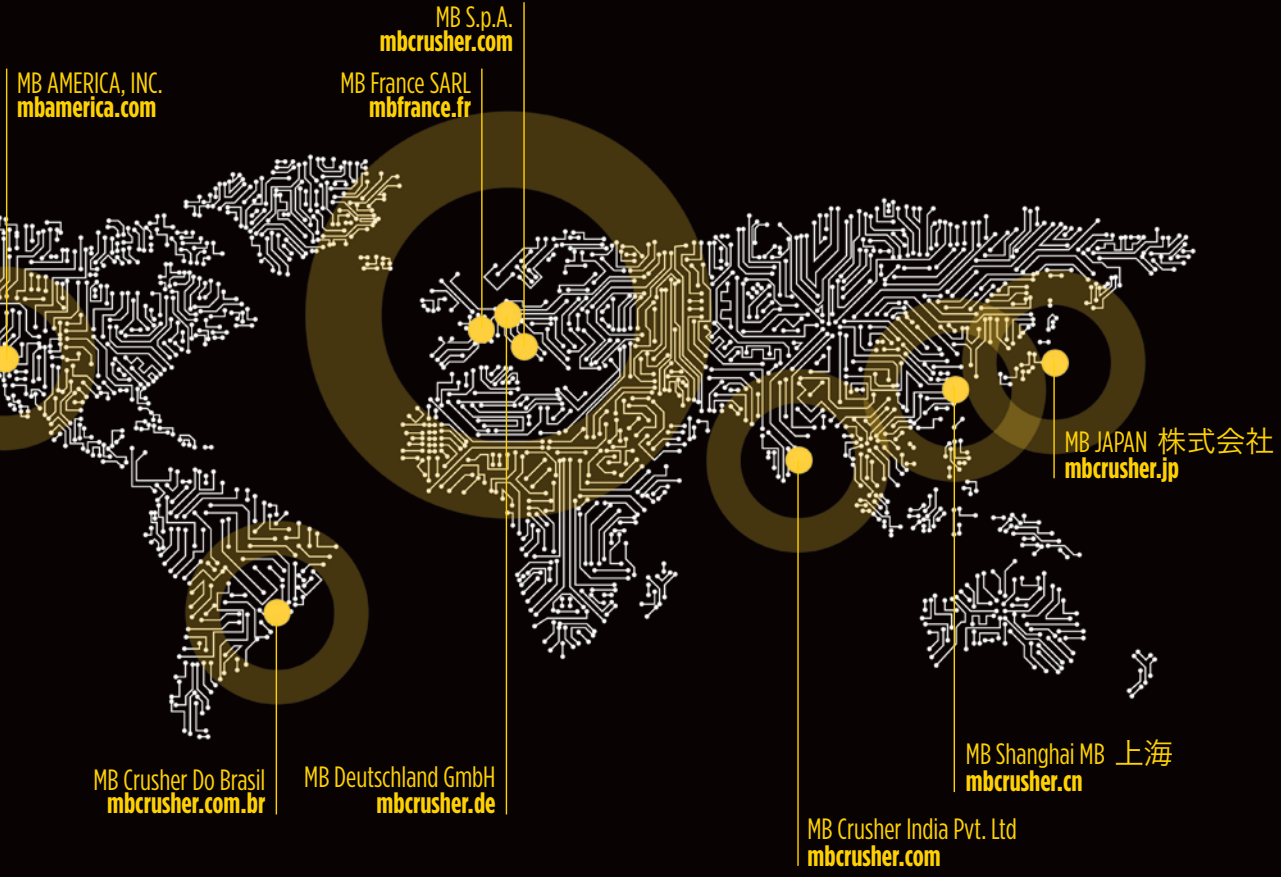 MB S.p.A.
mbcrusher.com
MB AMERICA, INC.
mbamerica.com
MB France SARL
mbfrance.fr
MB JAPAN 株式会社
mbcrusher.jp
MB Shanghai MB 上海
mbcrusher.cn
MB Crusher Do Brasil
mbcrusher.com.br
MB Deutschland GmbH
mbcrusher.de
MB Crusher India Pvt. Ltd
mbcrusher.com